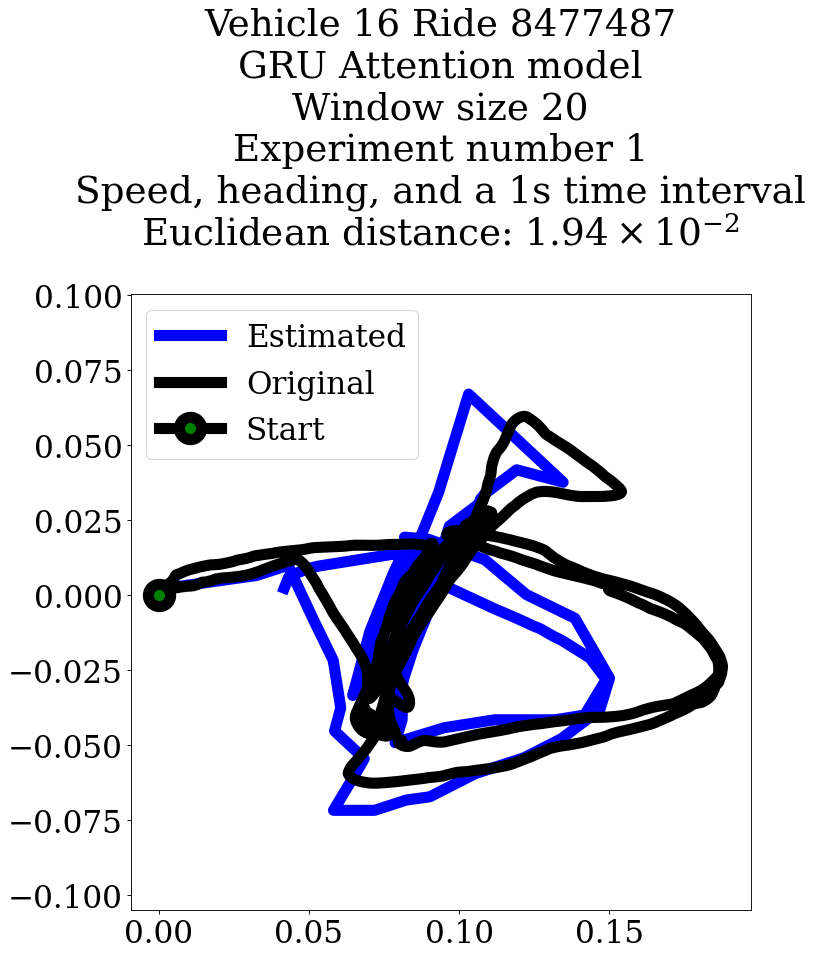 Vehicle 16 Ride 8477487
GRU Attention model
Window size 20
Experiment number 1
Speed, heading, and a 1s time interval
Euclidean distance: 1.94 × 10⁻²
0.100
0.075
0.050
0.025
0.000
−0.025
−0.050
−0.075
−0.100
Estimated
Original
Start
0.00 0.05 0.10 0.15